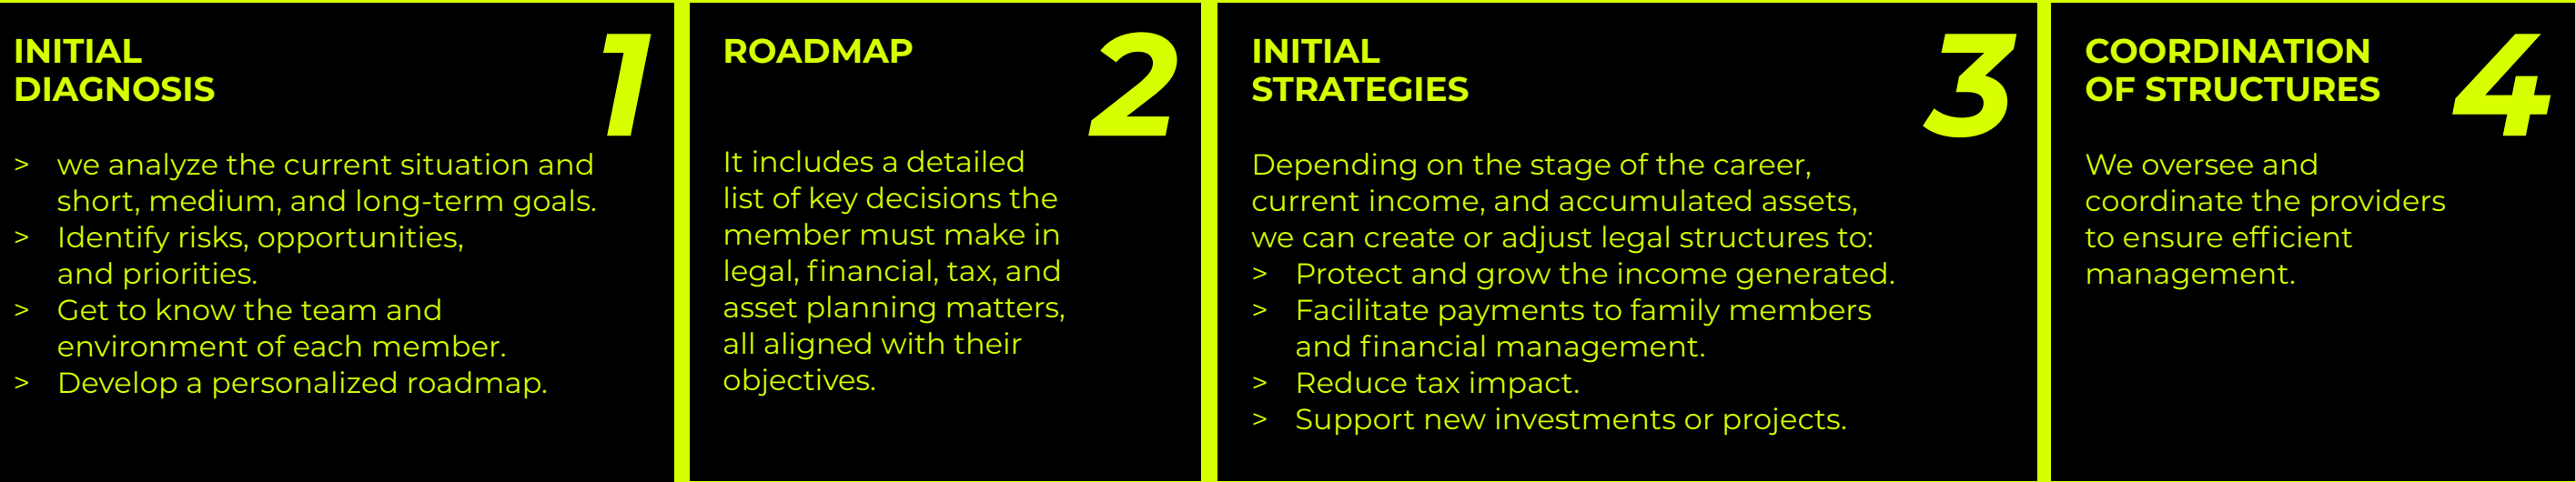 INITIAL
DIAGNOSIS
1
> we analyze the current situation and
short, medium, and long-term goals.
> Identify risks, opportunities,
and priorities.
> Get to know the team and
environment of each member.
> Develop a personalized roadmap.
ROADMAP
2
It includes a detailed
list of key decisions the
member must make in
legal, financial, tax, and
asset planning matters,
all aligned with their
objectives.
INITIAL
STRATEGIES
3
Depending on the stage of the career,
current income, and accumulated assets,
we can create or adjust legal structures to:
> Protect and grow the income generated.
> Facilitate payments to family members
and financial management.
> Reduce tax impact.
> Support new investments or projects.
COORDINATION
OF STRUCTURES
4
We oversee and
coordinate the providers
to ensure efficient
management.